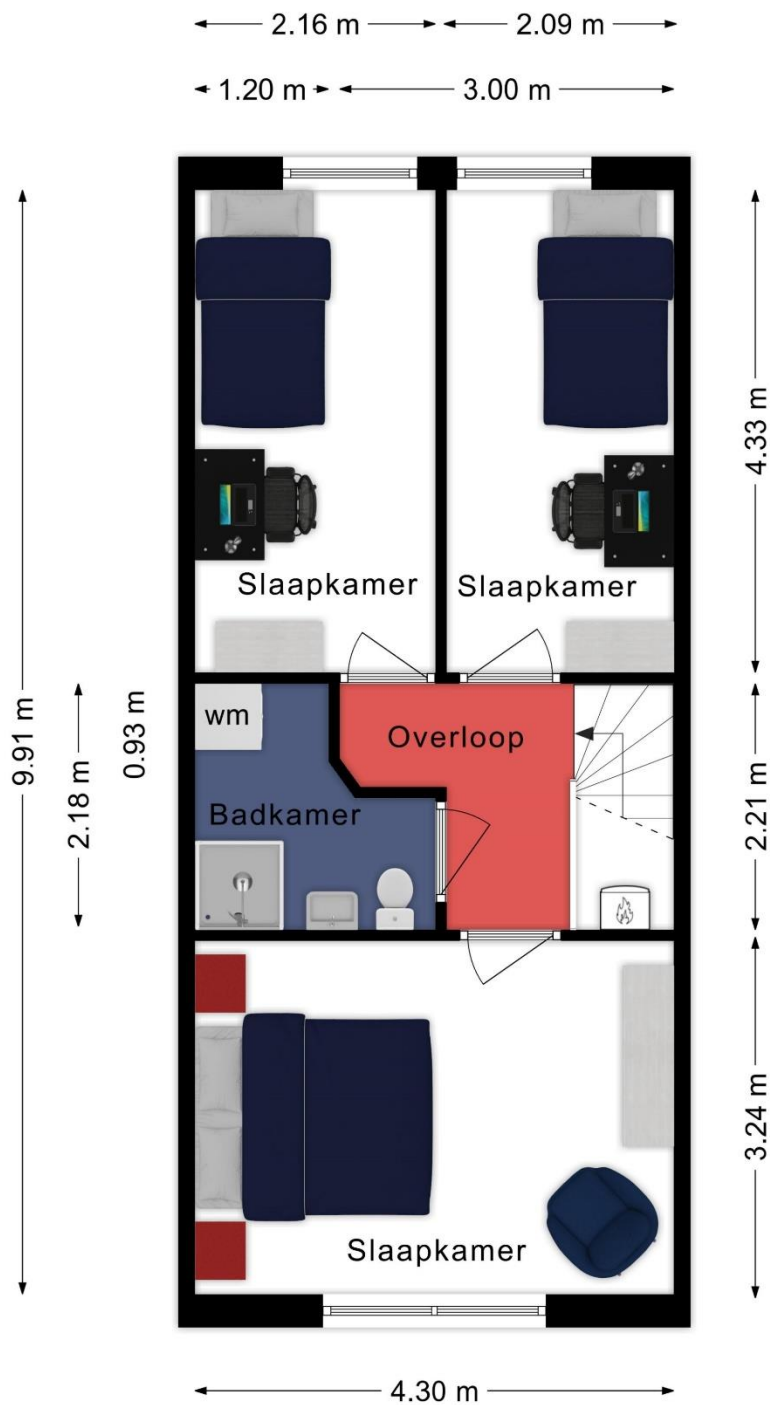 2.16 m
2.09 m
1.20 m
3.00 m
Slaapkamer
Slaapkamer
4.33 m
9.91 m
2.18 m
0.93 m
wm
Overloop
Badkamer
2.21 m
Slaapkamer
3.24 m
4.30 m